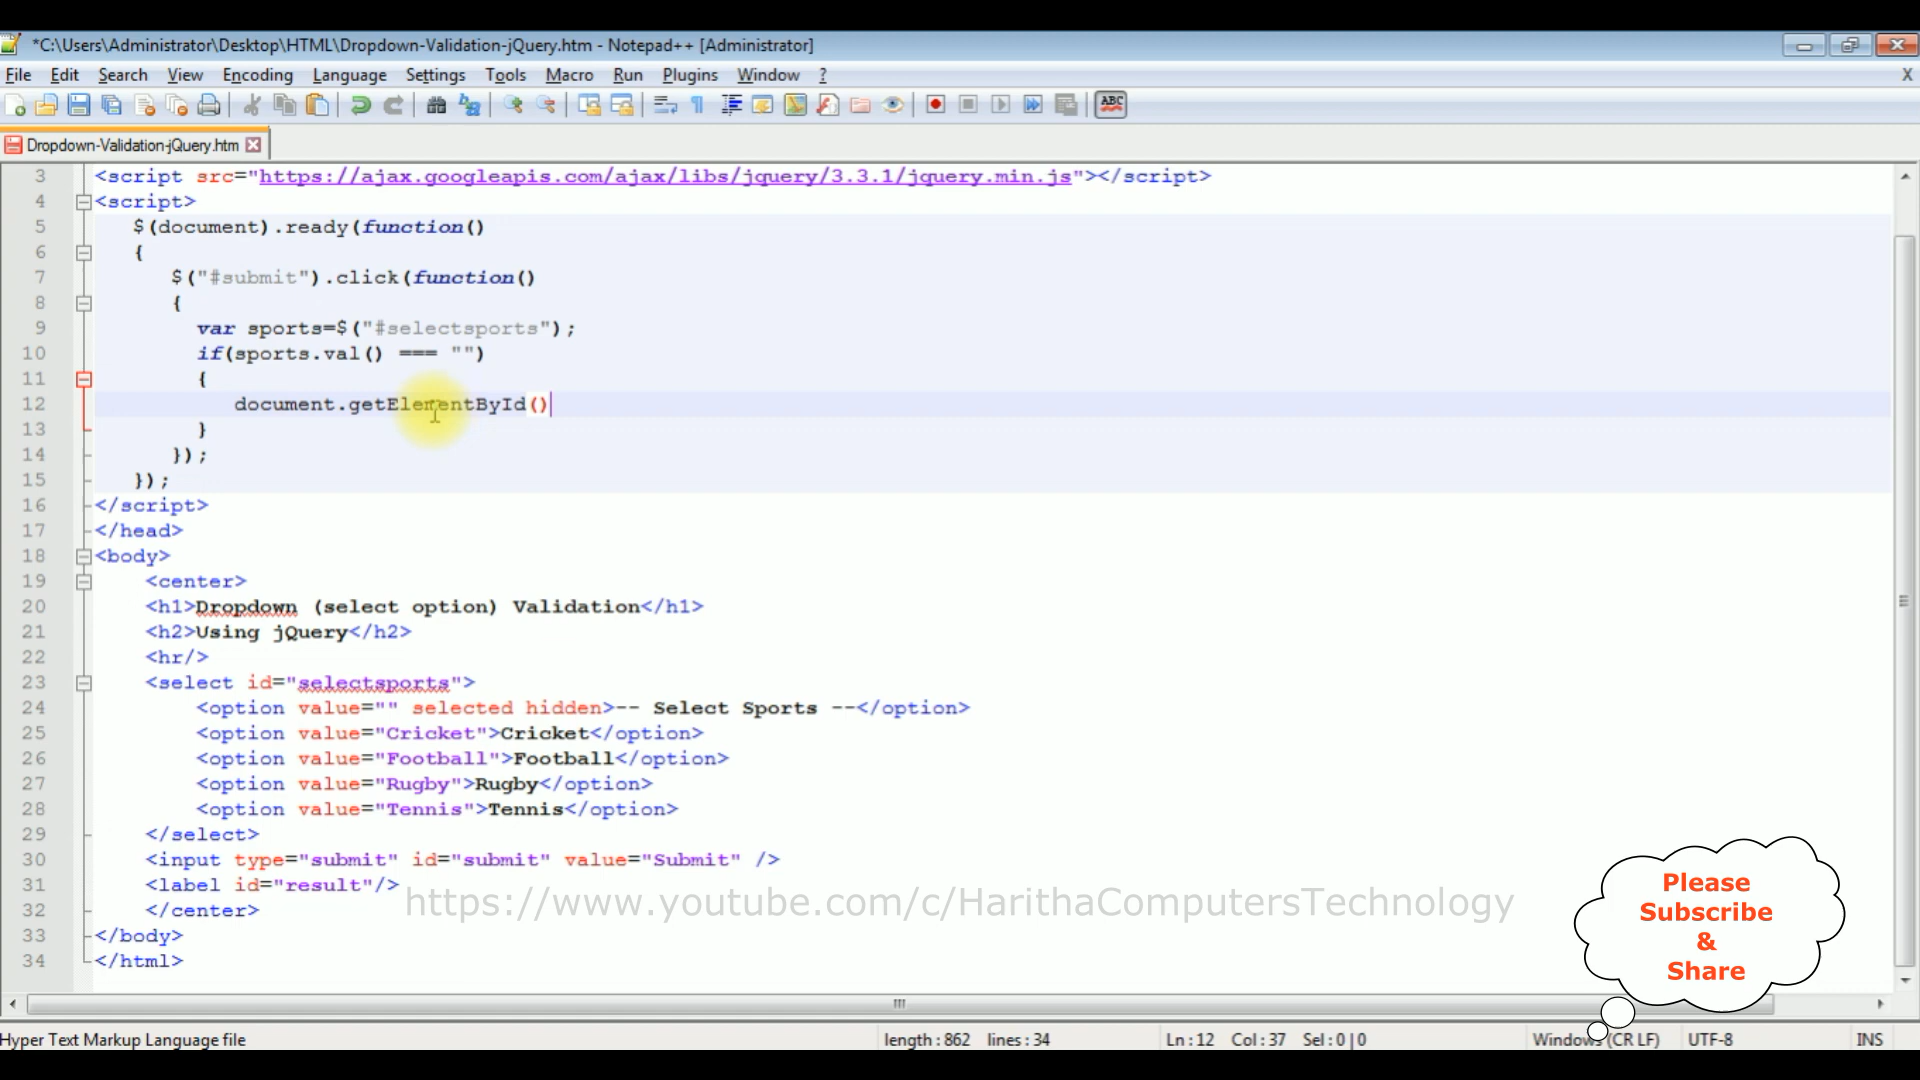 *C:\Users\Administrator\Desktop\HTML\Dropdown-Validation-jQuery.htm - Notepad++ [Administrator]
File Edit Search View Encoding Language Settings Tools Macro Run Plugins Window ? X
ABC
Dropdown-Validation-jQuery.htm
3 <script src="https://ajax.googleapis.com/ajax/libs/jquery/3.3.1/jquery.min.js"></script>
4 <script>
5 $(document).ready(function()
6 {
7 $("#submit").click(function()
8 {
9 var sports=$("#selectsports");
10 if(sports.val() === "")
11 {
12 document.getElementById()
13 }
14 });
15 });
16 </script>
17 </head>
18 <body>
19 <center>
20 <h1>Dropdown (select option) Validation</h1>
21 <h2>Using jQuery</h2>
22 <hr/>
23 <select id="selectsports">
24 <option value="" selected hidden>-- Select Sports --</option>
25 <option value="Cricket">Cricket</option>
26 <option value="Football">Football</option>
27 <option value="Rugby">Rugby</option>
28 <option value="Tennis">Tennis</option>
29 </select>
30 <input type="submit" id="submit" value="Submit" />
31 <label id="result"/>
32 </center>
33 </body>
34 </html>
https://www.youtube.com/c/HarithaComputersTechnology
Please
Subscribe
&
Share
Hyper Text Markup Language file length : 862 lines : 34 Ln : 12 Col : 37 Sel : 0 | 0 Windows (CR LF) UTF-8 INS